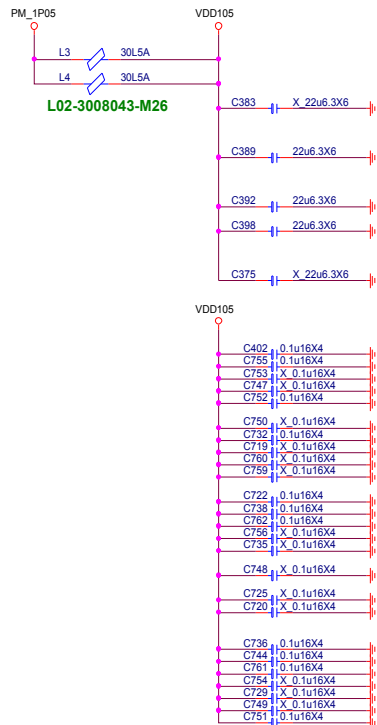 PM_1P05 VDD105
L3 30L5A
L4 30L5A
L02-3008043-M26
C383 X_22u6.3X6
C389 22u6.3X6
C392 22u6.3X6
C398 22u6.3X6
C375 X_22u6.3X6
VDD105
C402 0.1u16X4
C755 0.1u16X4
C753 X_0.1u16X4
C747 X_0.1u16X4
C752 0.1u16X4
C750 X_0.1u16X4
C732 0.1u16X4
C719 X_0.1u16X4
C760 X_0.1u16X4
C759 X_0.1u16X4
C722 0.1u16X4
C738 0.1u16X4
C762 0.1u16X4
C756 X_0.1u16X4
C735 X_0.1u16X4
C748 X_0.1u16X4
C725 X_0.1u16X4
C720 X_0.1u16X4
C736 0.1u16X4
C744 0.1u16X4
C761 0.1u16X4
C754 X_0.1u16X4
C729 X_0.1u16X4
C749 X_0.1u16X4
C751 0.1u16X4